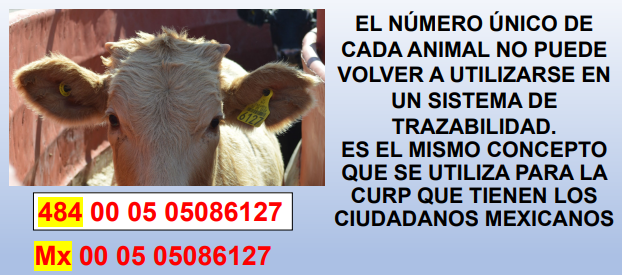 EL NÚMERO ÚNICO DE
CADA ANIMAL NO PUEDE
VOLVER A UTILIZARSE EN
UN SISTEMA DE
TRAZABILIDAD.
ES EL MISMO CONCEPTO
QUE SE UTILIZA PARA LA
CURP QUE TIENEN LOS
CIUDADANOS MEXICANOS
6127
484 00 05 05086127
Mx 00 05 05086127